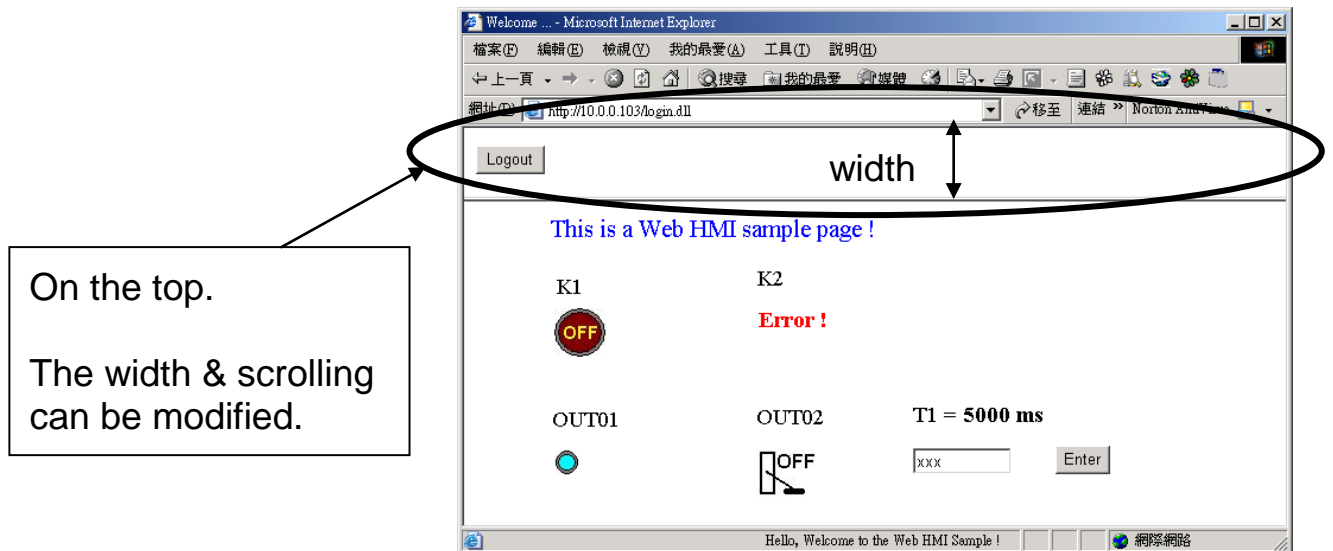 Welcome ... - Microsoft Internet Explorer
檔案(F) 編輯(E) 檢視(V) 我的最愛(A) 工具(T) 說明(H)
上一頁 搜尋 我的最愛 媒體
網址(D) http://10.0.0.103/login.dll 移至 連結 » Norton AntiVirus
Logout
width
This is a Web HMI sample page !
On the top.
The width & scrolling
can be modified.
K1 K2
OFF Error !
OUT01 OUT02 T1 = 5000 ms
OFF xxx Enter
Hello, Welcome to the Web HMI Sample ! 網際網路